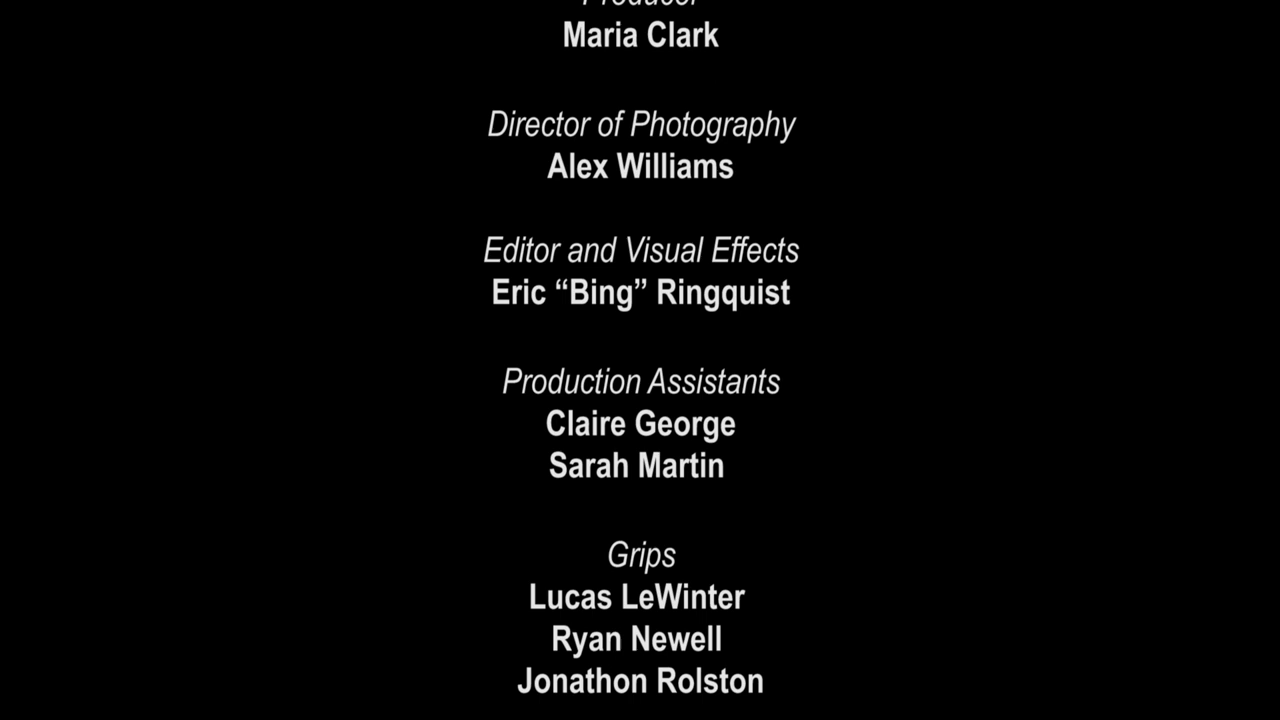 Producer
Maria Clark
Director of Photography
Alex Williams
Editor and Visual Effects
Eric “Bing” Ringquist
Production Assistants
Claire George
Sarah Martin
Grips
Lucas LeWinter
Ryan Newell
Jonathon Rolston